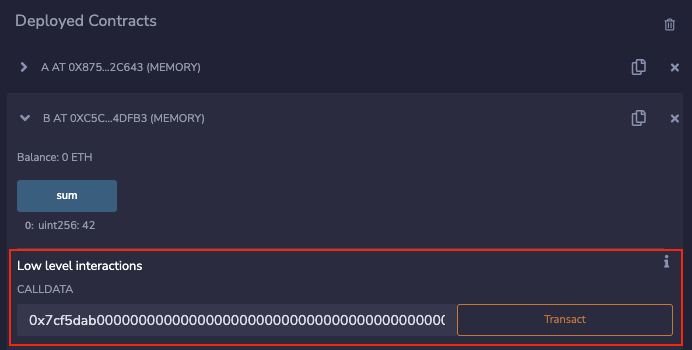 Deployed Contracts
A AT 0X875...2C643 (MEMORY)
B AT 0XC5C...4DFB3 (MEMORY)
Balance: 0 ETH
sum
0: uint256: 42
Low level interactions
CALLDATA
0x7cf5dab00000000000000000000000000000000000000000
Transact